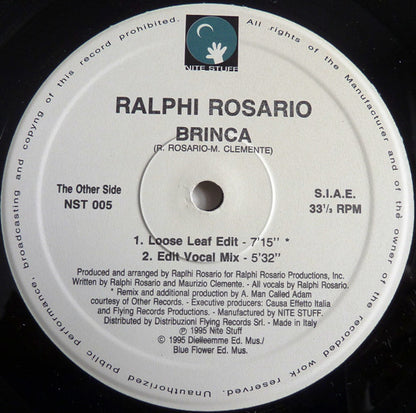 All rights of the Manufacturer and of the owner of the recorded work reserved. Unauthorized public performance, broadcasting and copyng of this record prohibited.
NITE STUFF
RALPHI ROSARIO
BRINCA
(R. ROSARIO-M. CLEMENTE)
The Other Side
NST 005
S.I.A.E.
33⅓ RPM
1. Loose Leaf Edit - 7'15'' *
2. Edit Vocal Mix - 5'32''
Produced and arranged by Raplhi Rosario for Ralphi Rosario Productions, Inc.
Written by Ralphi Rosario and Maurizio Clemente. - All vocals by Ralphi Rosario.
* Remix and additional production by A. Man Called Adam
courtesy of Other Records. - Executive producers: Causa Effetto Italia
and Flying Records Productions. - Manufactured by NITE STUFF.
Distributed by Distribuzioni Flying Records Srl. - Made in Italy
℗ 1995 Nite Stuff
© 1995 Dielleemme Ed. Mus./
Blue Flower Ed. Mus.